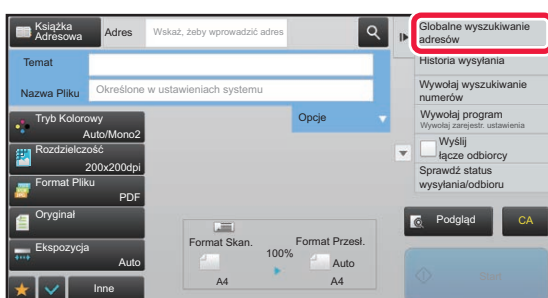 Książka
Adresowa
Adres
Wskaż, żeby wprowadzić adres
Temat
Nazwa Pliku
Określone w ustawieniach systemu
Tryb Kolorowy
Auto/Mono2
Opcje
Rozdzielczość
200x200dpi
Format Pliku
PDF
Oryginał
Ekspozycja
Auto
Inne
Format Skan.
A4
100%
Format Przesł.
Auto
A4
Globalne wyszukiwanie
adresów
Historia wysyłania
Wywołaj wyszukiwanie
numerów
Wywołaj program
Wywołaj zarejestr. ustawienia
Wyślij
łącze odbiorcy
Sprawdź status
wysyłania/odbioru
Podgląd
CA
Start